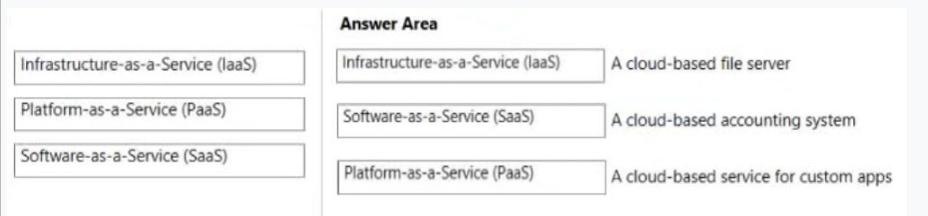 Answer Area
Infrastructure-as-a-Service (IaaS)
Platform-as-a-Service (PaaS)
Software-as-a-Service (SaaS)
Infrastructure-as-a-Service (IaaS) A cloud-based file server
Software-as-a-Service (SaaS) A cloud-based accounting system
Platform-as-a-Service (PaaS) A cloud-based service for custom apps